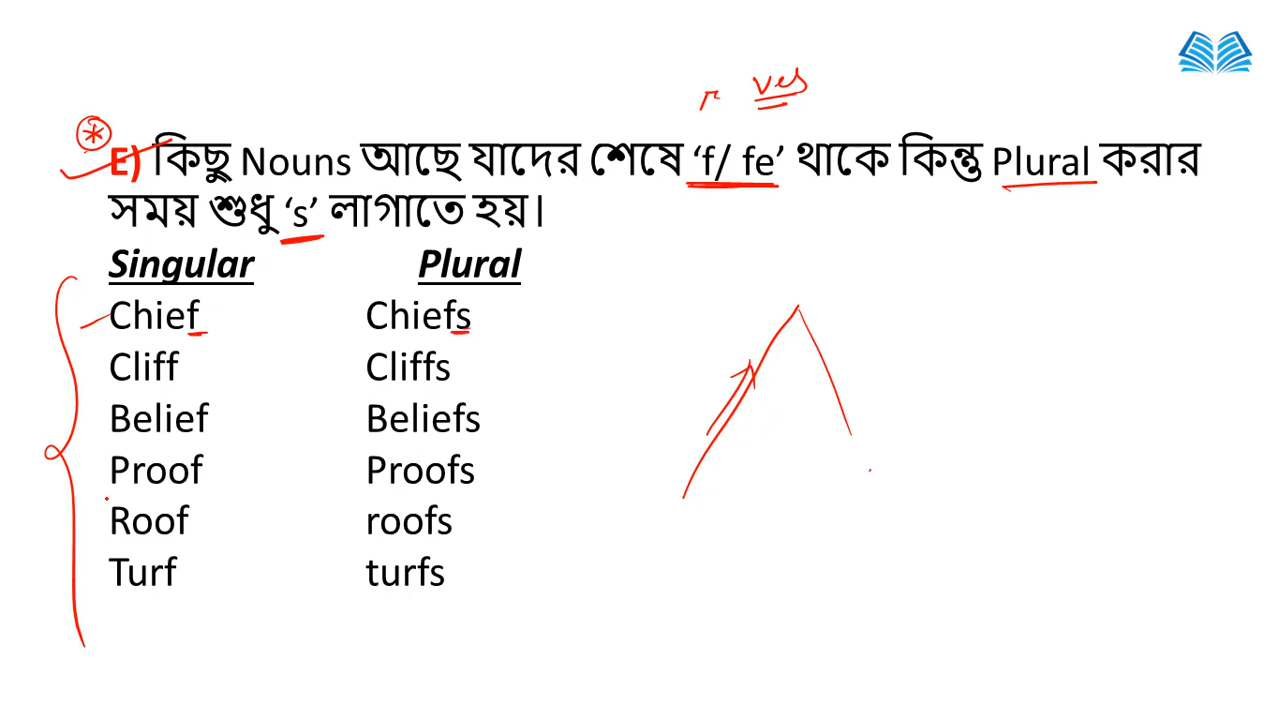 ves
E) কিছু Nouns আছে যাদের শেষে ‘f/ fe’ থাকে কিন্তু Plural করার
সময় শুধু ‘s’ লাগাতে হয়।
Singular Plural
Chief Chiefs
Cliff Cliffs
Belief Beliefs
Proof Proofs
Roof roofs
Turf turfs